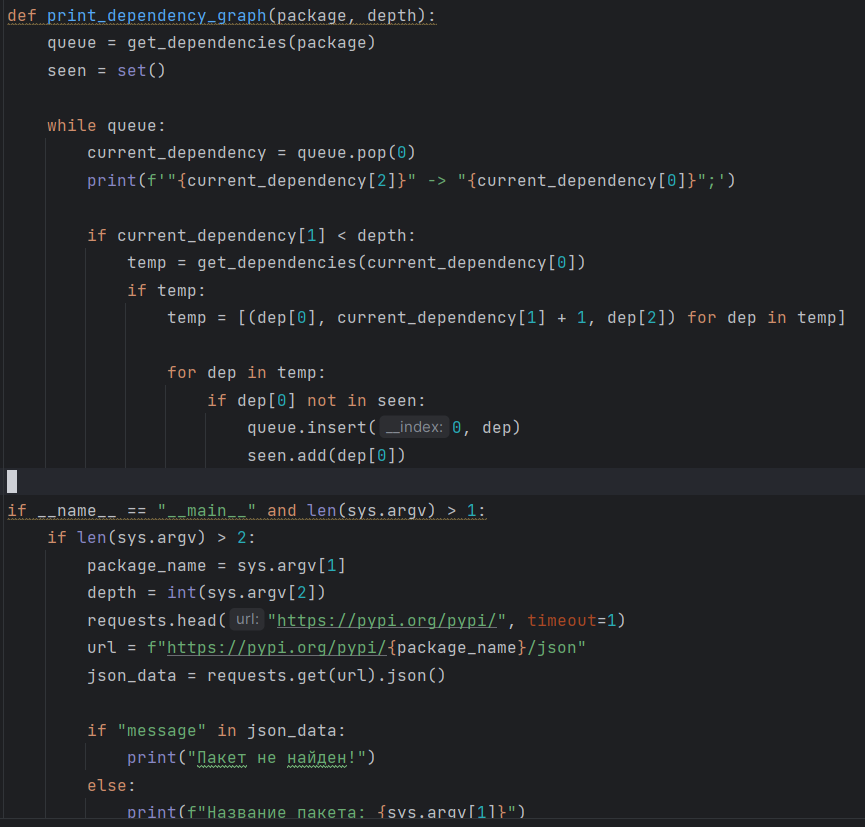 def print_dependency_graph(package, depth):
    queue = get_dependencies(package)
    seen = set()
    while queue:
        current_dependency = queue.pop(0)
        print(f'"{current_dependency[2]}" -> "{current_dependency[0]}";')
        if current_dependency[1] < depth:
            temp = get_dependencies(current_dependency[0])
            if temp:
                temp = [(dep[0], current_dependency[1] + 1, dep[2]) for dep in temp]
                for dep in temp:
                    if dep[0] not in seen:
                        queue.insert(__index: 0, dep)
                        seen.add(dep[0])
if __name__ == "__main__" and len(sys.argv) > 1:
    if len(sys.argv) > 2:
        package_name = sys.argv[1]
        depth = int(sys.argv[2])
        requests.head(url: "https://pypi.org/pypi/", timeout=1)
        url = f"https://pypi.org/pypi/{package_name}/json"
        json_data = requests.get(url).json()
        if "message" in json_data:
            print("Пакет не найден!")
        else:
            print(f"Название пакета: {sys.argv[1]}")